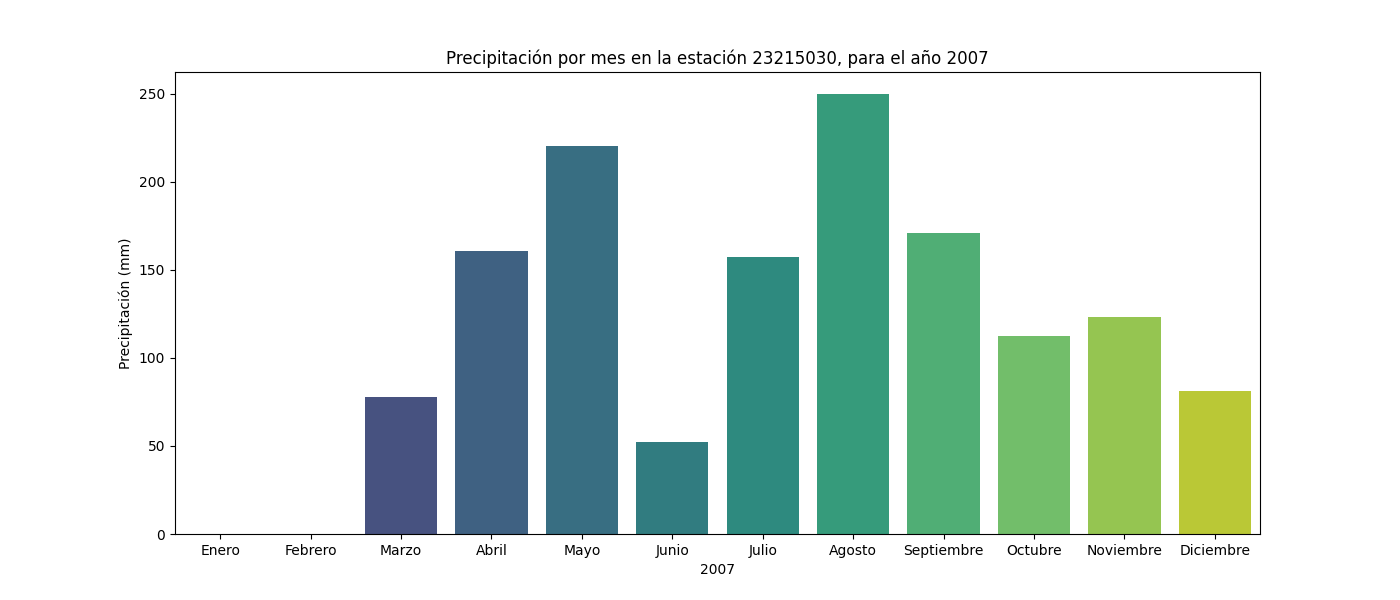 Precipitación por mes en la estación 23215030, para el año 2007
Precipitación (mm)
250
200
150
100
50
0
Enero Febrero Marzo Abril Mayo Junio Julio Agosto Septiembre Octubre Noviembre Diciembre
2007